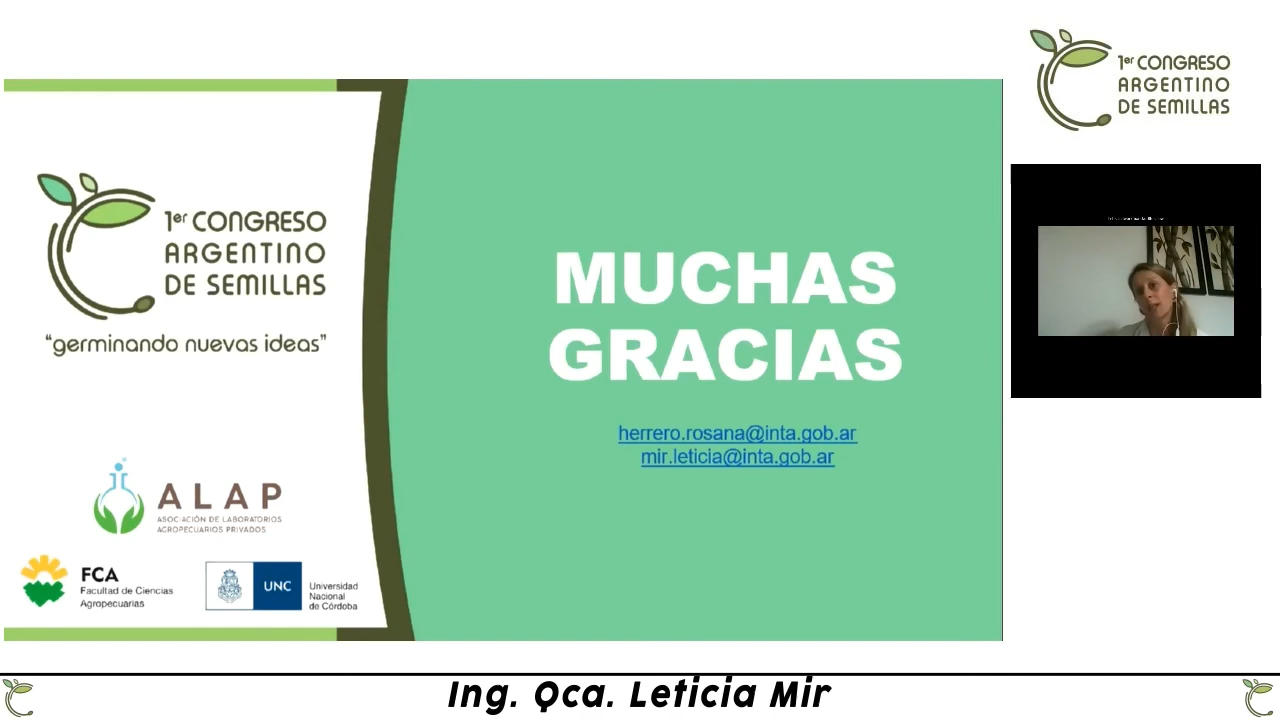 1er CONGRESO
ARGENTINO
DE SEMILLAS
“germinando nuevas ideas”
ALAP
ASOCIACIÓN DE LABORATORIOS
AGROPECUARIOS PRIVADOS
FCA
Facultad de Ciencias
Agropecuarias
UNC
Universidad
Nacional
de Córdoba
MUCHAS
GRACIAS
herrero.rosana@inta.gob.ar
mir.leticia@inta.gob.ar
1er CONGRESO
ARGENTINO
DE SEMILLAS
Ing. Qca. Leticia Mir